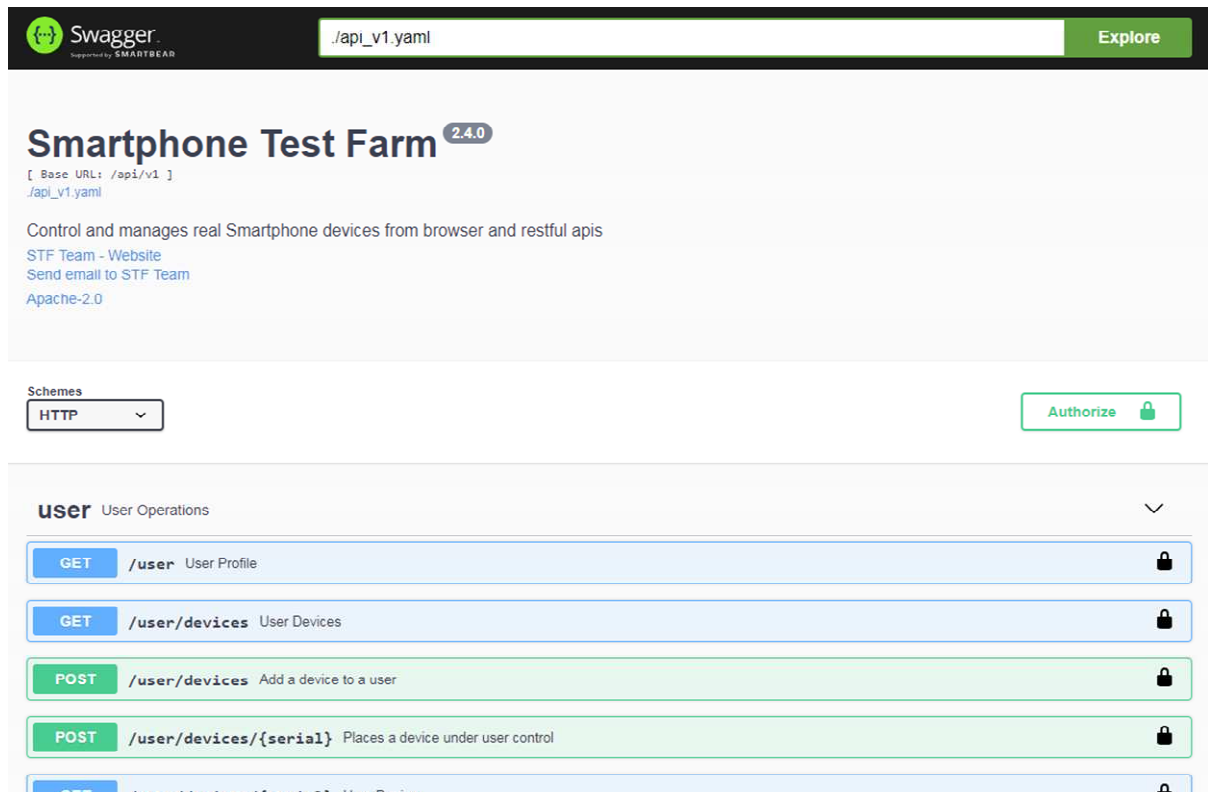 Swagger.
Supported by SMARTBEAR
./api_v1.yaml
Explore
Smartphone Test Farm 2.4.0
[ Base URL: /api/v1 ]
./api_v1.yaml
Control and manages real Smartphone devices from browser and restful apis
STF Team - Website
Send email to STF Team
Apache-2.0
Schemes
HTTP
Authorize
user User Operations
GET /user User Profile
GET /user/devices User Devices
POST /user/devices Add a device to a user
POST /user/devices/{serial} Places a device under user control